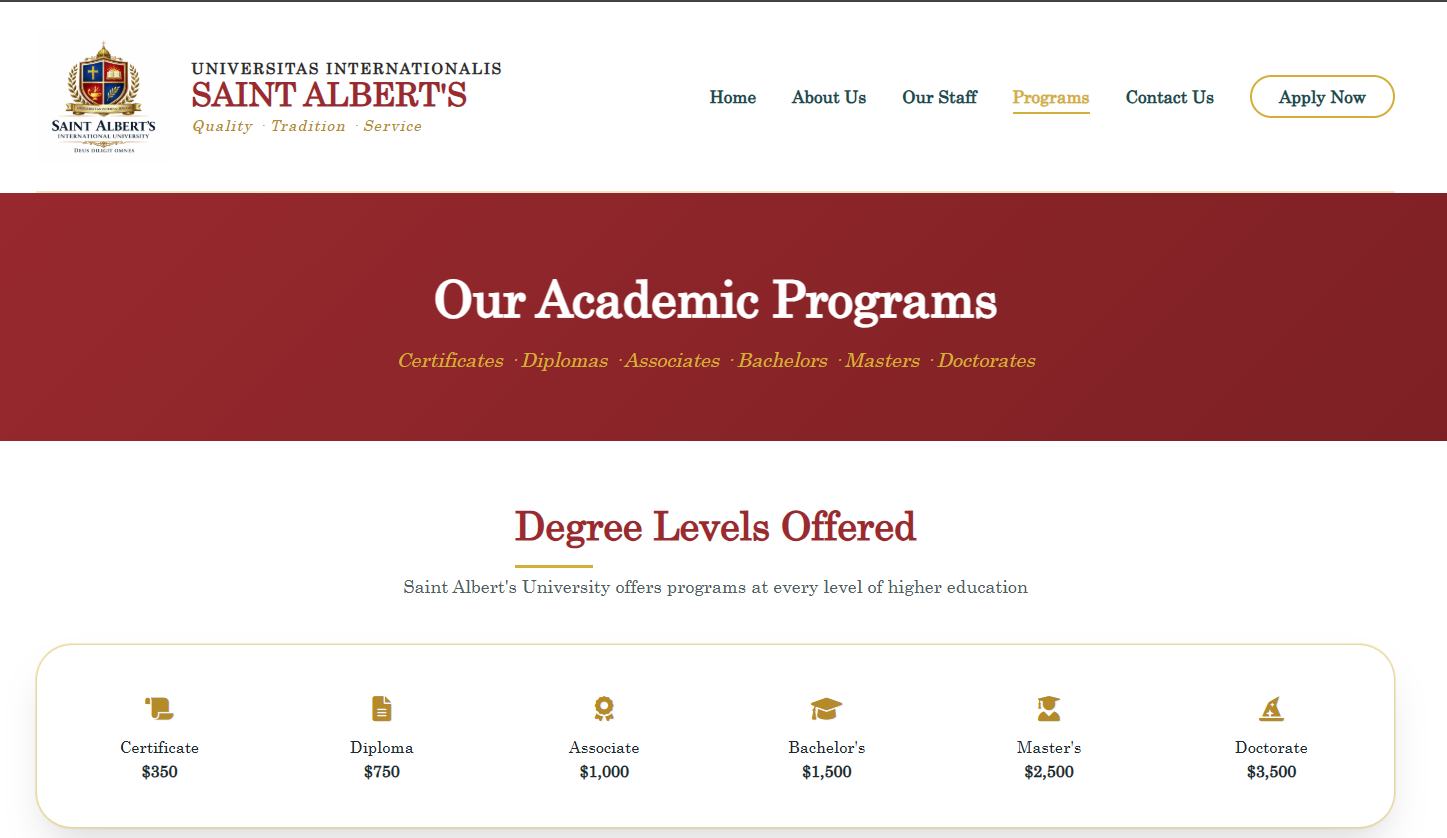 UNIVERSITAS INTERNATIONALIS
SAINT ALBERT'S
Quality · Tradition · Service
SAINT ALBERT'S
INTERNATIONAL UNIVERSITY
DEUS DILIGIT OMNES
Home About Us Our Staff Programs Contact Us Apply Now
Our Academic Programs
Certificates · Diplomas · Associates · Bachelors · Masters · Doctorates
Degree Levels Offered
Saint Albert's University offers programs at every level of higher education
Certificate Diploma Associate Bachelor's Master's Doctorate
$350 $750 $1,000 $1,500 $2,500 $3,500